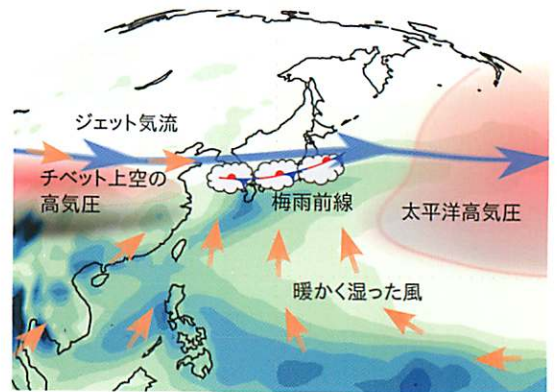 ジェット気流
チベット上空の
高気圧
梅雨前線
太平洋高気圧
暖かく湿った風